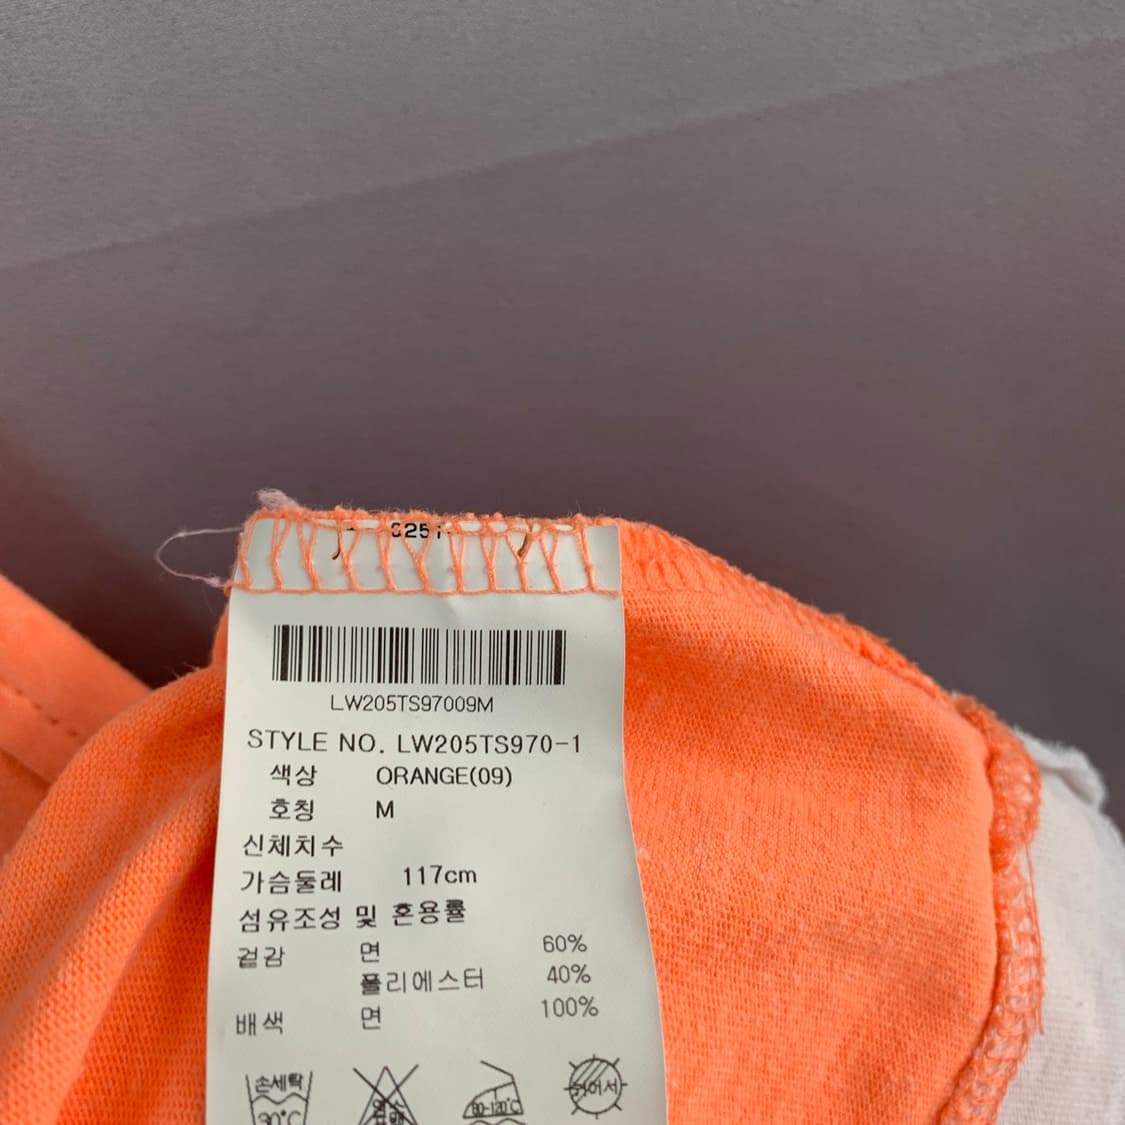 LW205TS97009M
STYLE NO. LW205TS970-1
색상 ORANGE(09)
호칭 M
신체치수
가슴둘레 117cm
섬유조성 및 혼용률
겉감 면 60%
폴리에스터 40%
배색 면 100%
손세탁
30°C
80-120°C